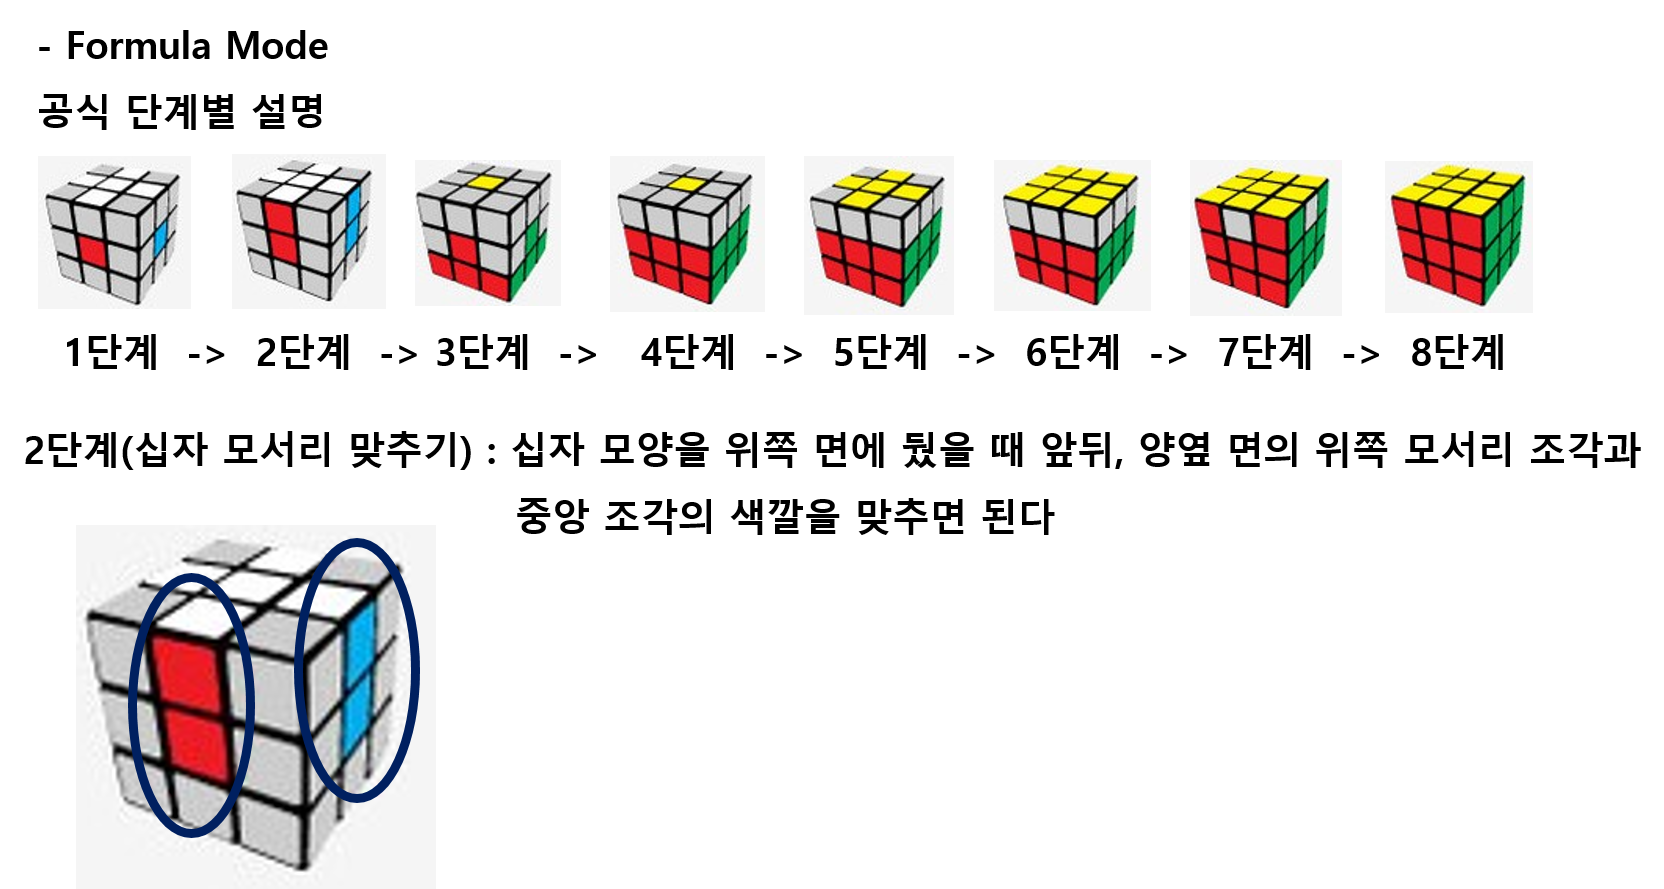 - Formula Mode
공식 단계별 설명
1단계 -> 2단계 -> 3단계 -> 4단계 -> 5단계 -> 6단계 -> 7단계 -> 8단계
2단계(십자 모서리 맞추기) : 십자 모양을 위쪽 면에 뒀을 때 앞뒤, 양옆 면의 위쪽 모서리 조각과
중앙 조각의 색깔을 맞추면 된다